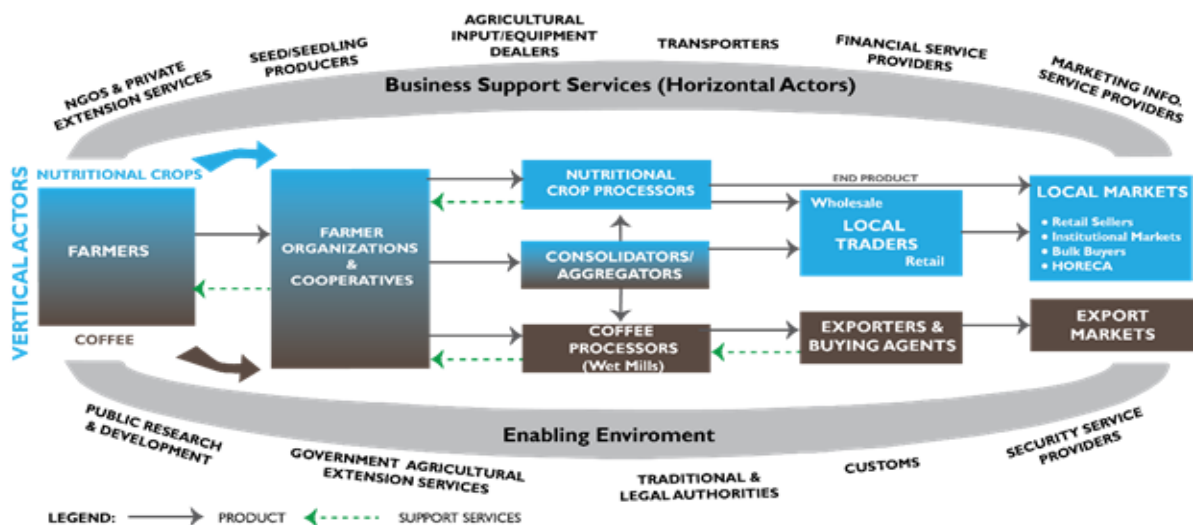 AGRICULTURAL
INPUT/EQUIPMENT
DEALERS
SEED/SEEDLING
PRODUCERS
TRANSPORTERS
FINANCIAL SERVICE
PROVIDERS
NGOS & PRIVATE
EXTENSION SERVICES
MARKETING INFO.
SERVICE PROVIDERS
Business Support Services (Horizontal Actors)
VERTICAL ACTORS
NUTRITIONAL CROPS
FARMERS
COFFEE
FARMER
ORGANIZATIONS
&
COOPERATIVES
NUTRITIONAL
CROP PROCESSORS
CONSOLIDATORS/
AGGREGATORS
COFFEE
PROCESSORS
(Wet Mills)
END PRODUCT
Wholesale
LOCAL
TRADERS
Retail
EXPORTERS &
BUYING AGENTS
LOCAL MARKETS
• Retail Sellers
• Institutional Markets
• Bulk Buyers
• HORECA
EXPORT
MARKETS
Enabling Enviroment
PUBLIC RESEARCH
& DEVELOPMENT
GOVERNMENT AGRICULTURAL
EXTENSION SERVICES
TRADITIONAL &
LEGAL AUTHORITIES
CUSTOMS
SECURITY SERVICE
PROVIDERS
LEGEND: PRODUCT SUPPORT SERVICES